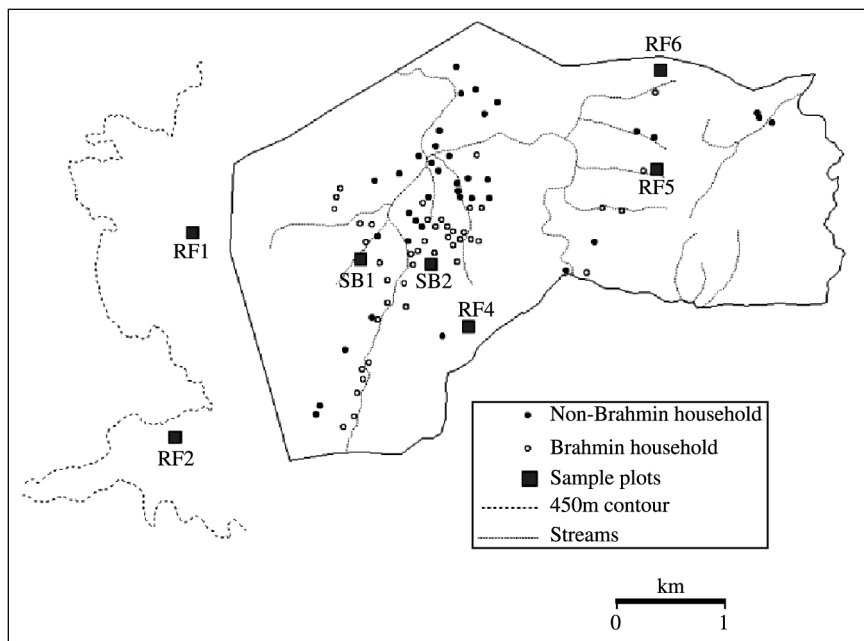 RF6
RF5
RF1
SB1
SB2
RF4
RF2
Non-Brahmin household
Brahmin household
Sample plots
450m contour
Streams
km
0 1